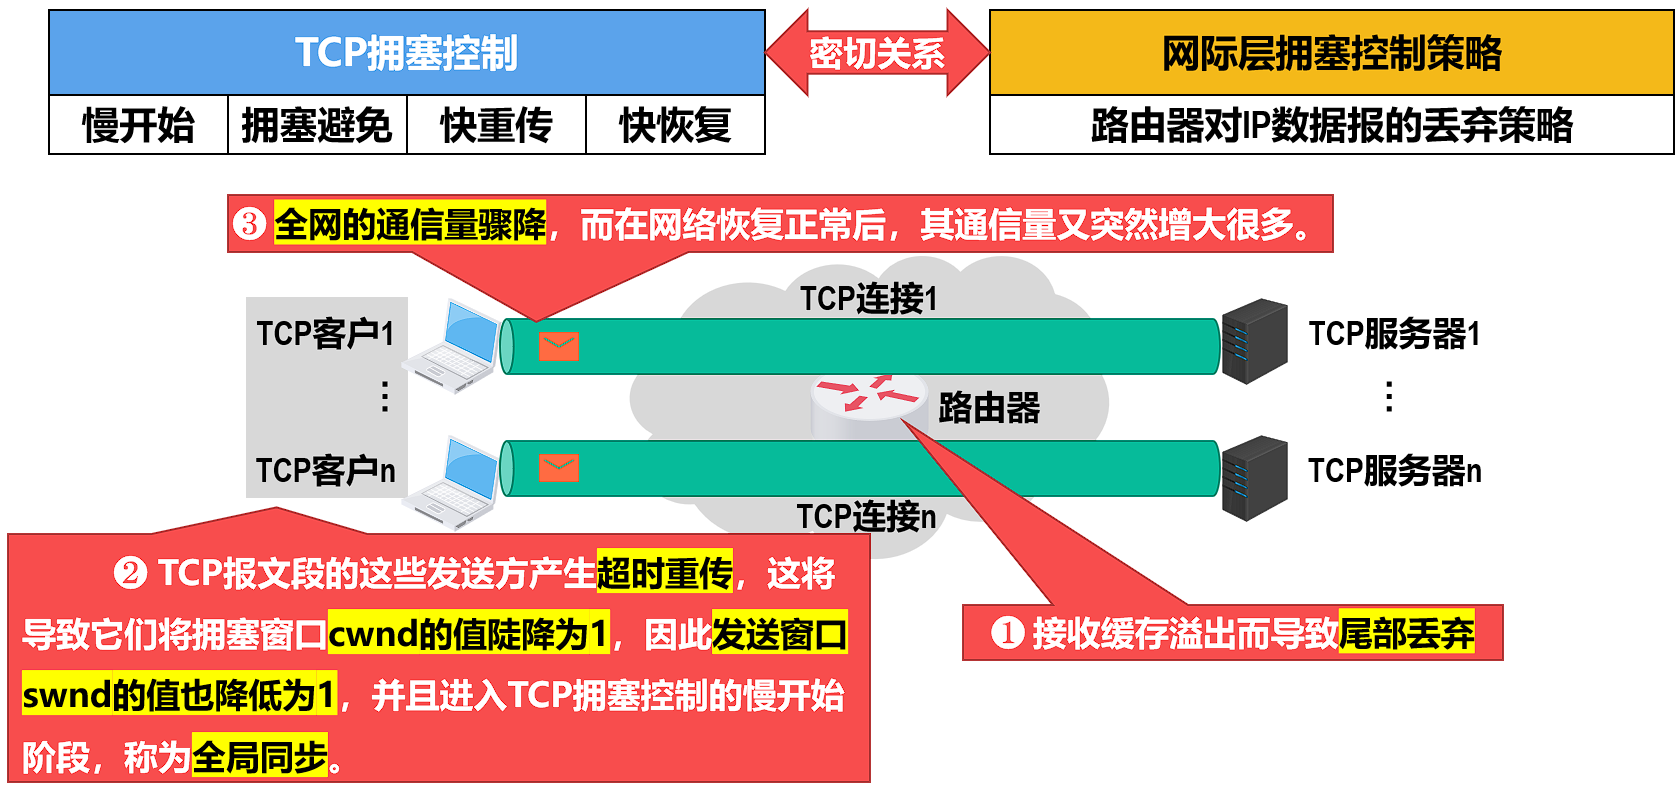 TCP拥塞控制
密切关系
网际层拥塞控制策略
慢开始
拥塞避免
快重传
快恢复
路由器对IP数据报的丢弃策略
❸ 全网的通信量骤降，而在网络恢复正常后，其通信量又突然增大很多。
TCP连接1
TCP客户1
TCP服务器1
⋮
⋮
路由器
TCP客户n
TCP服务器n
TCP连接n
❷ TCP报文段的这些发送方产生超时重传，这将
导致它们将拥塞窗口cwnd的值陡降为1，因此发送窗口
swnd的值也降低为1，并且进入TCP拥塞控制的慢开始
阶段，称为全局同步。
❶ 接收缓存溢出而导致尾部丢弃